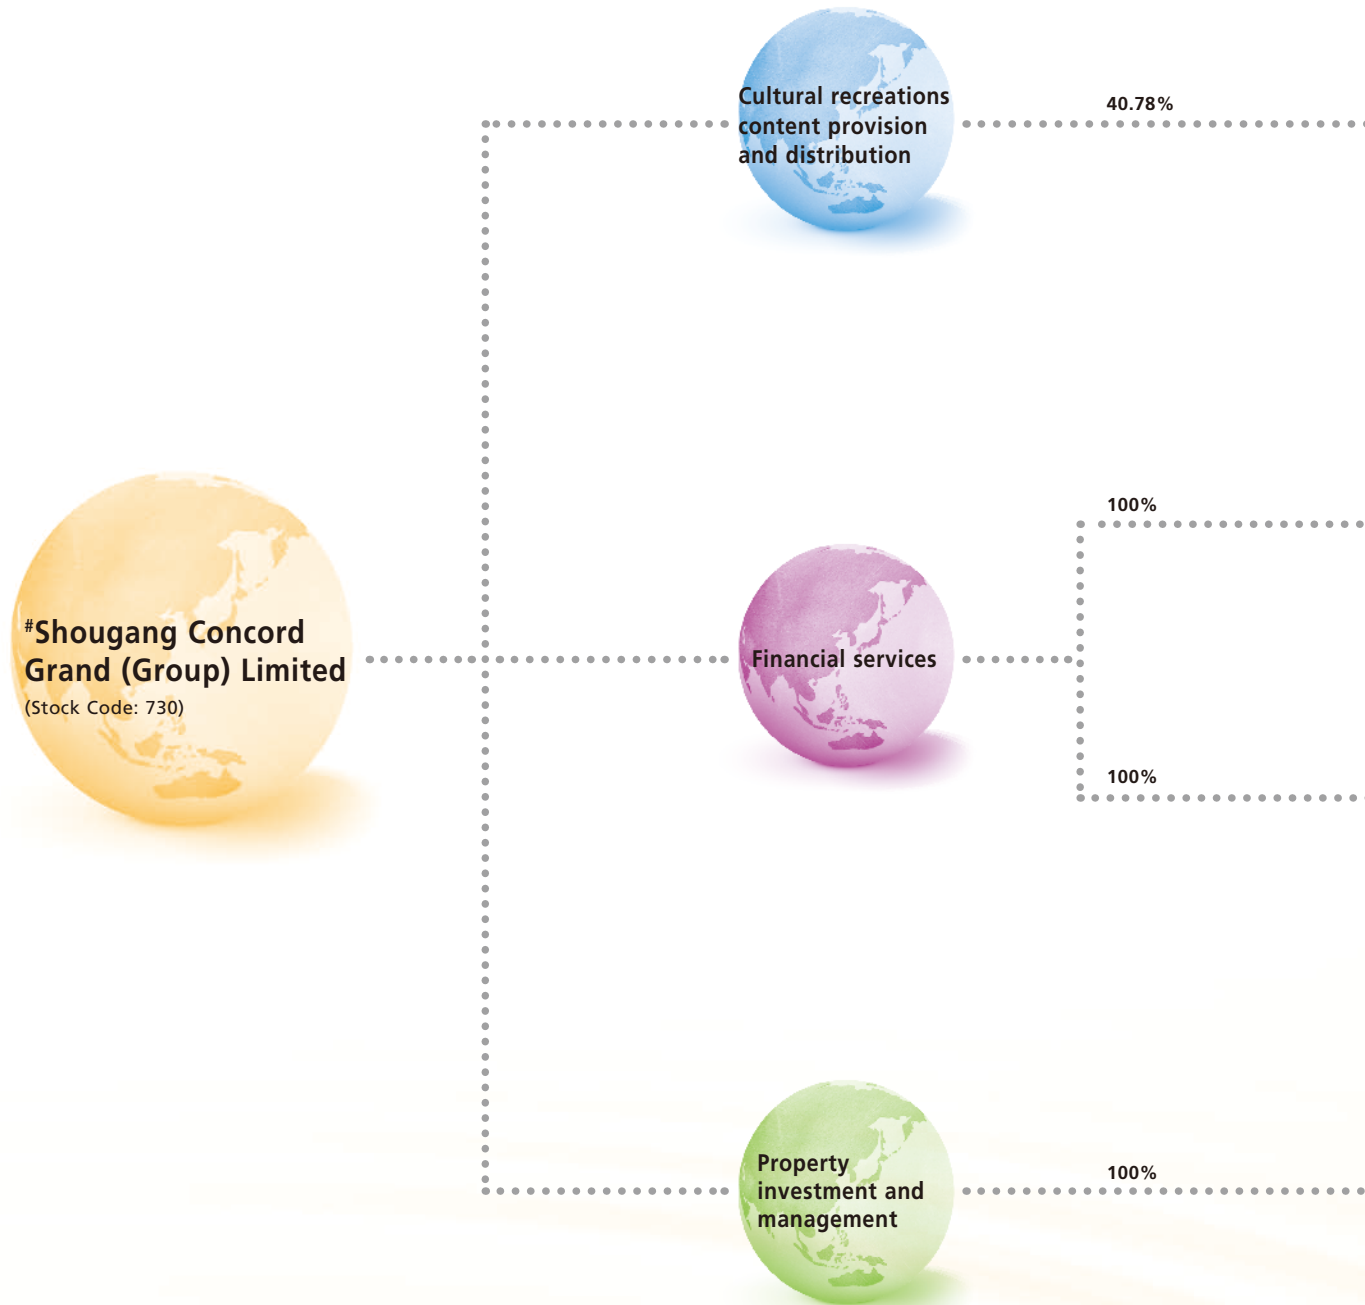 Cultural recreations
content provision
and distribution
40.78%
#Shougang Concord
Grand (Group) Limited
(Stock Code: 730)
Financial services
100%
100%
Property
investment and
management
100%